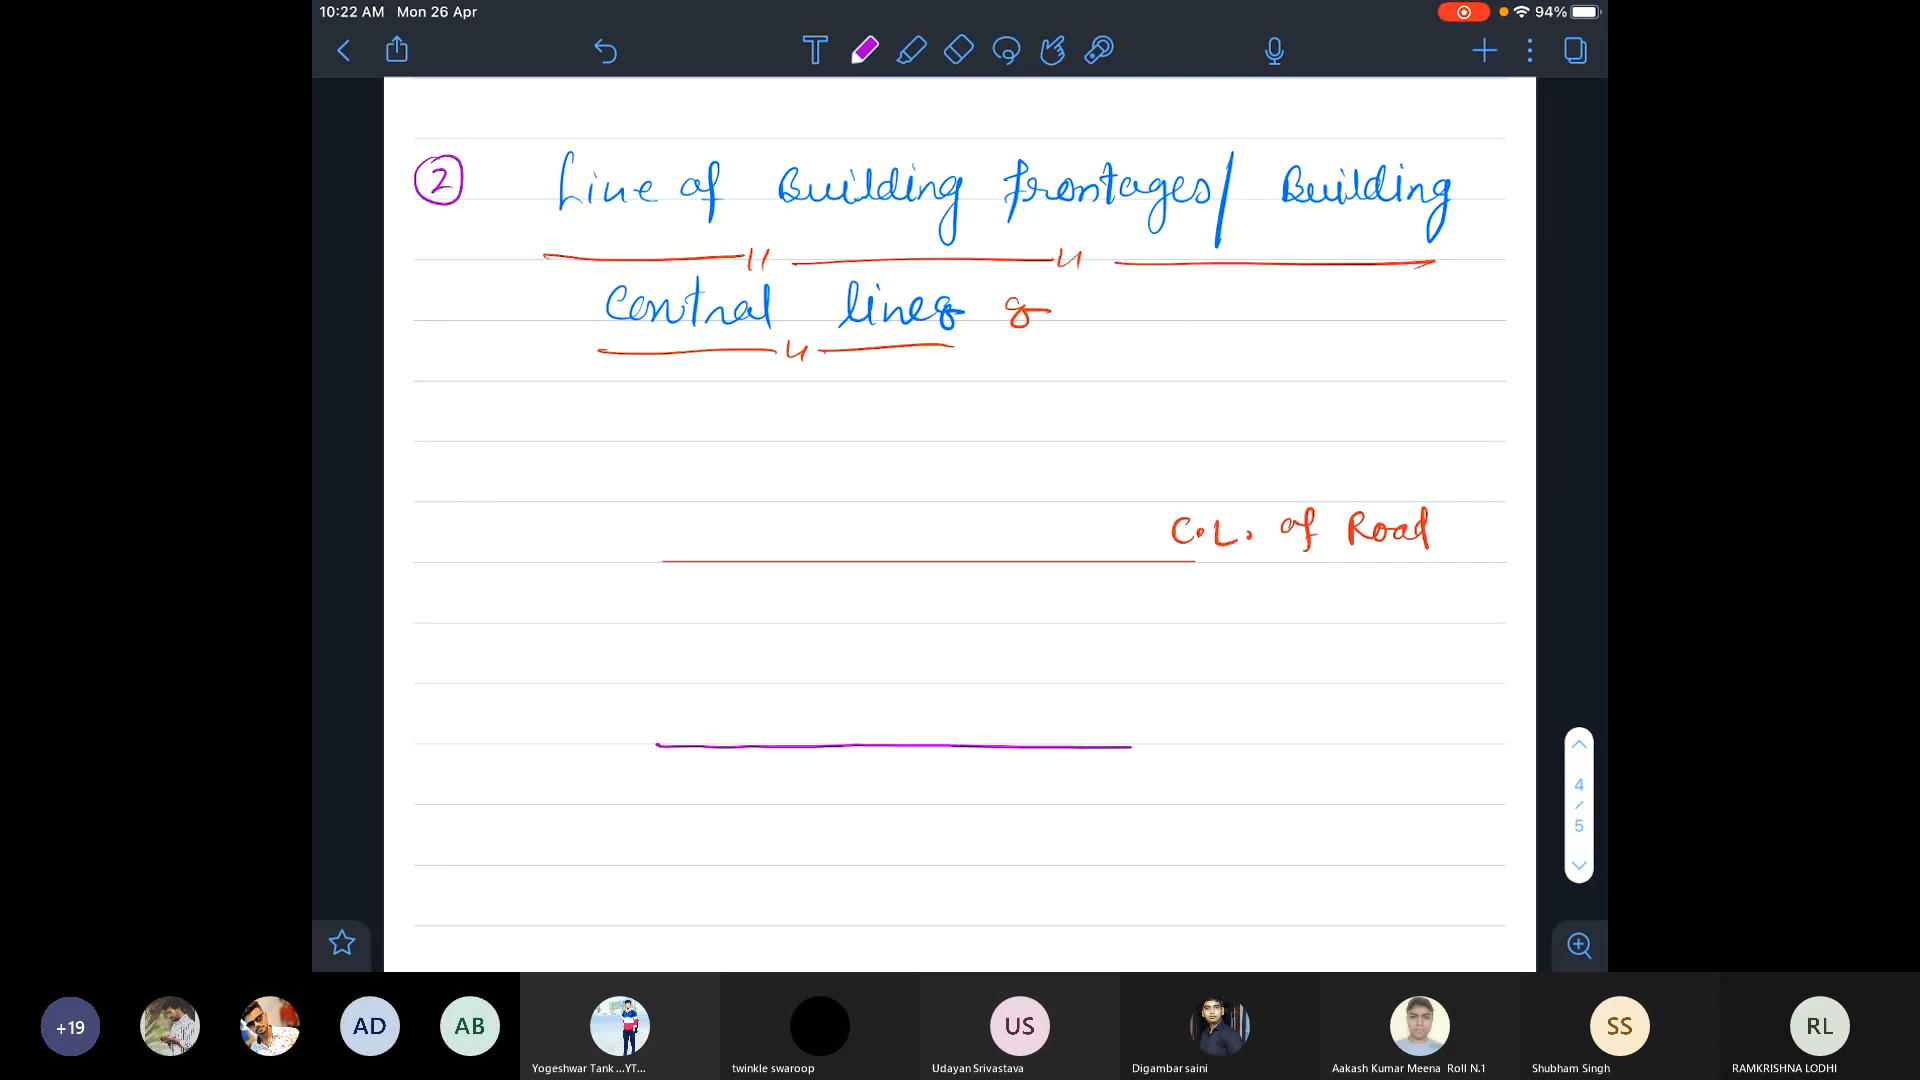 10:22 AM Mon 26 Apr
94%
2 Line of Building frontages/ Building
Control lines
C.L. of Road
4
/
5
+19
AD
AB
US
SS
RL
Yogeshwar Tank ...YT...
twinkle swaroop
Udayan Srivastava
Digambar saini
Aakash Kumar Meena Roll N.1
Shubham Singh
RAMKRISHNA LODHI